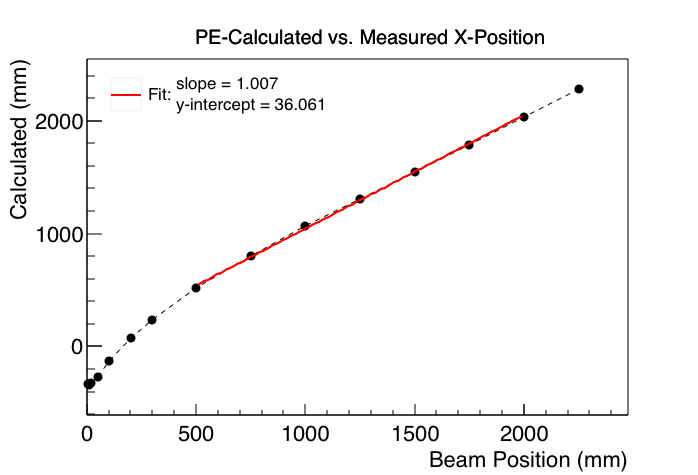 PE-Calculated vs. Measured X-Position
Calculated (mm)
Fit:
slope = 1.007
y-intercept = 36.061
2000
1000
0
0 500 1000 1500 2000
Beam Position (mm)